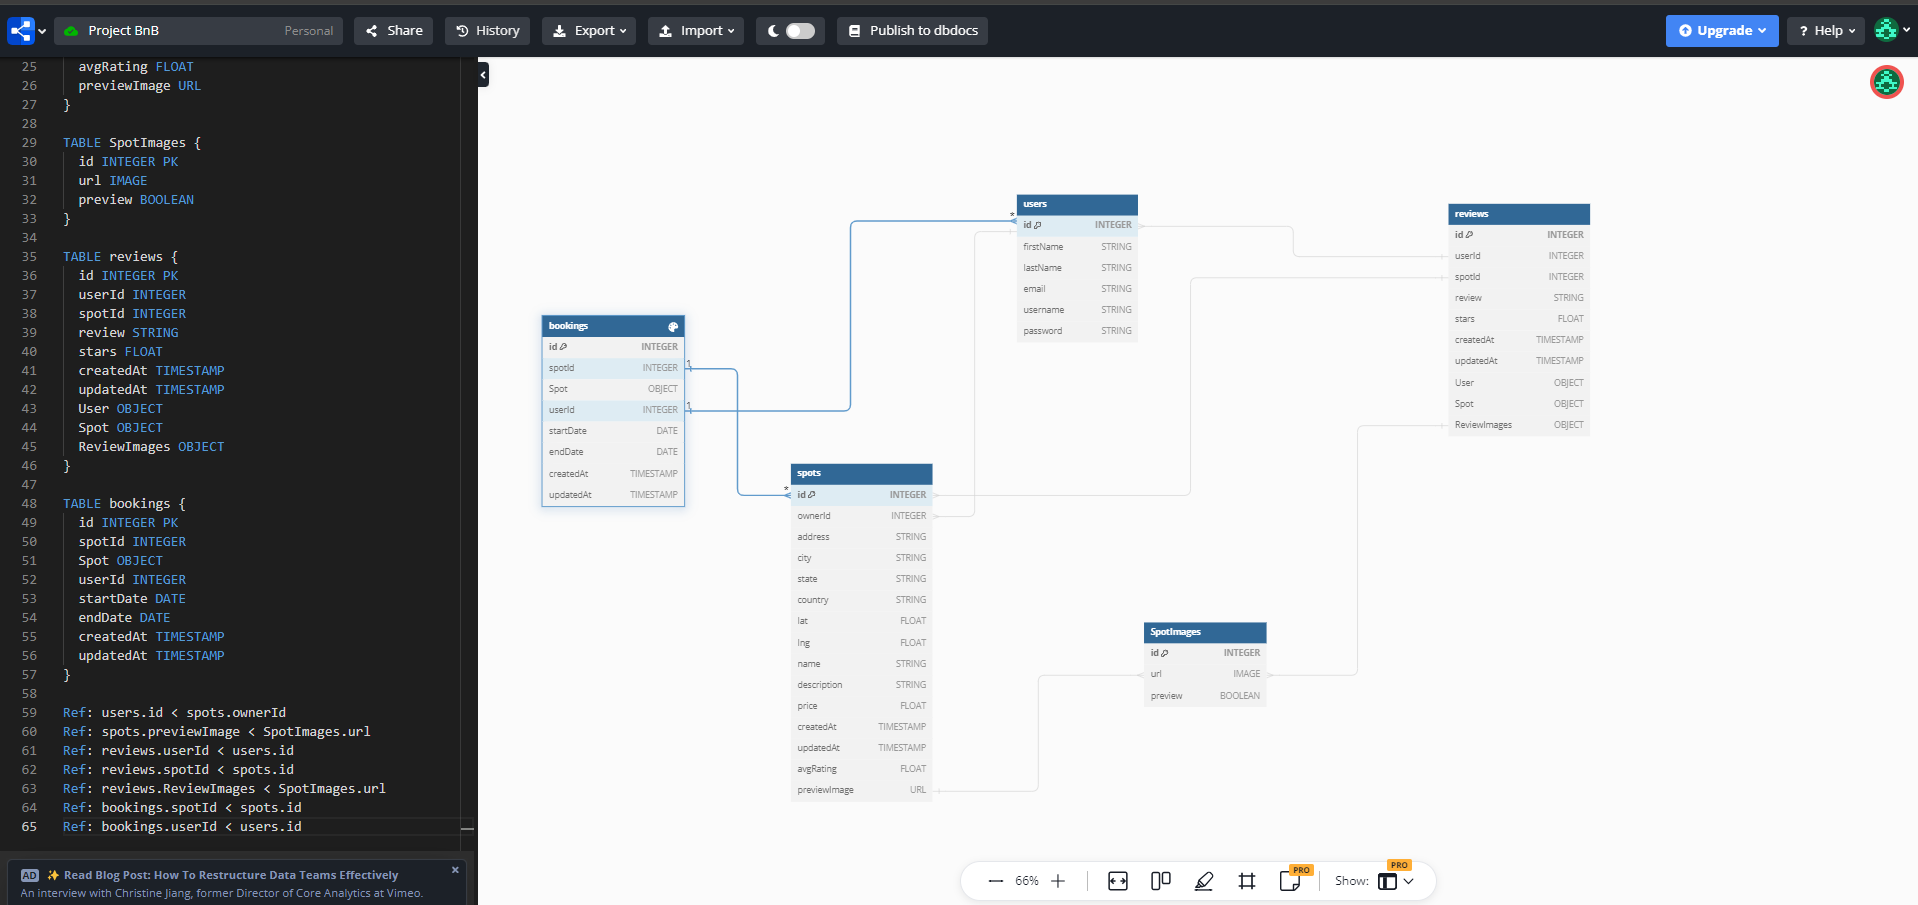 Project BnB
Personal
Share
History
Export
Import
Publish to dbdocs
Upgrade
? Help
25 avgRating FLOAT
26 previewImage URL
27 }
28
29 TABLE SpotImages {
30 id INTEGER PK
31 url IMAGE
32 preview BOOLEAN
33 }
34
35 TABLE reviews {
36 id INTEGER PK
37 userId INTEGER
38 spotId INTEGER
39 review STRING
40 stars FLOAT
41 createdAt TIMESTAMP
42 updatedAt TIMESTAMP
43 User OBJECT
44 Spot OBJECT
45 ReviewImages OBJECT
46 }
47
48 TABLE bookings {
49 id INTEGER PK
50 spotId INTEGER
51 Spot OBJECT
52 userId INTEGER
53 startDate DATE
54 endDate DATE
55 createdAt TIMESTAMP
56 updatedAt TIMESTAMP
57 }
58
59 Ref: users.id < spots.ownerId
60 Ref: spots.previewImage < SpotImages.url
61 Ref: reviews.userId < users.id
62 Ref: reviews.spotId < spots.id
63 Ref: reviews.ReviewImages < SpotImages.url
64 Ref: bookings.spotId < spots.id
65 Ref: bookings.userId < users.id
AD ✨ Read Blog Post: How To Restructure Data Teams Effectively
An interview with Christine Jiang, former Director of Core Analytics at Vimeo.
bookings
id INTEGER
spotId INTEGER 1
Spot OBJECT
userId INTEGER 1
startDate DATE
endDate DATE
createdAt TIMESTAMP
updatedAt TIMESTAMP
users
* id INTEGER
firstName STRING
lastName STRING
email STRING
username STRING
password STRING
spots
* id INTEGER
ownerId INTEGER
address STRING
city STRING
state STRING
country STRING
lat FLOAT
lng FLOAT
name STRING
description STRING
price FLOAT
createdAt TIMESTAMP
updatedAt TIMESTAMP
avgRating FLOAT
previewImage URL
reviews
id INTEGER
userId INTEGER
spotId INTEGER
review STRING
stars FLOAT
createdAt TIMESTAMP
updatedAt TIMESTAMP
User OBJECT
Spot OBJECT
ReviewImages OBJECT
SpotImages
id INTEGER
url IMAGE
preview BOOLEAN
66%
PRO
Show:
PRO